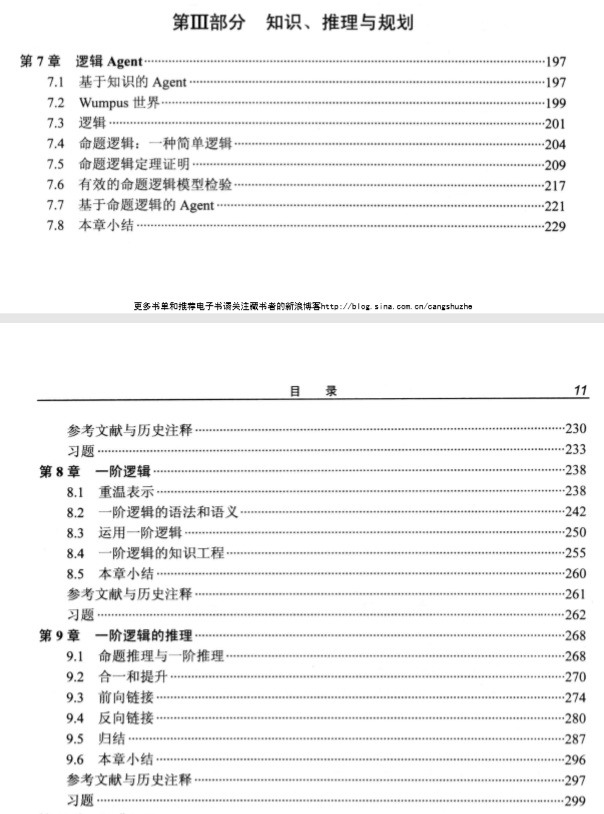 第III部分 知识、推理与规划
第 7 章 逻辑 Agent……197
7.1 基于知识的 Agent……197
7.2 Wumpus 世界……199
7.3 逻辑……201
7.4 命题逻辑：一种简单逻辑……204
7.5 命题逻辑定理证明……209
7.6 有效的命题逻辑模型检验……217
7.7 基于命题逻辑的 Agent……221
7.8 本章小结……229
更多书单和推荐电子书请关注藏书者的新浪博客http://blog.sina.com.cn/cangshuzhe
目 录 11
参考文献与历史注释……230
习题……233
第 8 章 一阶逻辑……238
8.1 重温表示……238
8.2 一阶逻辑的语法和语义……242
8.3 运用一阶逻辑……250
8.4 一阶逻辑的知识工程……255
8.5 本章小结……260
参考文献与历史注释……261
习题……262
第 9 章 一阶逻辑的推理……268
9.1 命题推理与一阶推理……268
9.2 合一和提升……270
9.3 前向链接……274
9.4 反向链接……280
9.5 归结……287
9.6 本章小结……296
参考文献与历史注释……297
习题……299